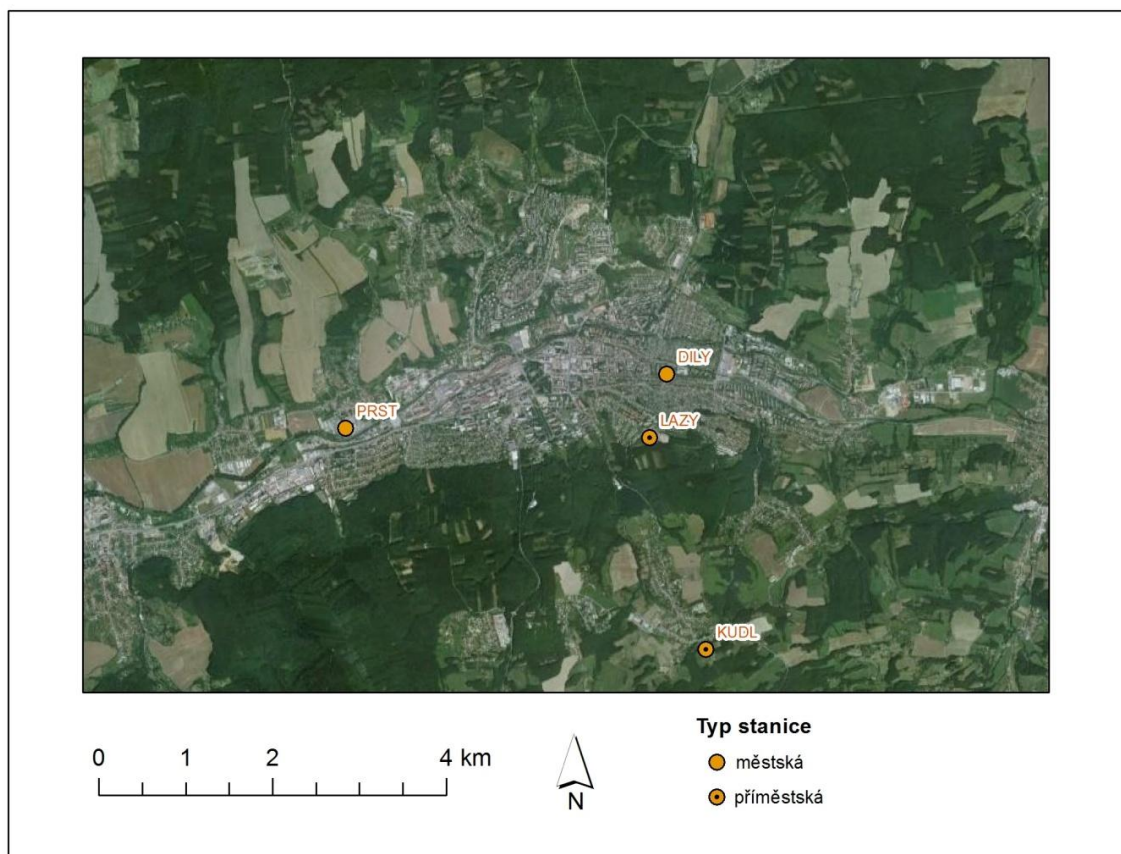 DILY
PRST
LAZY
KUDL
0 1 2 4 km
N
Typ stanice
městská
příměstská